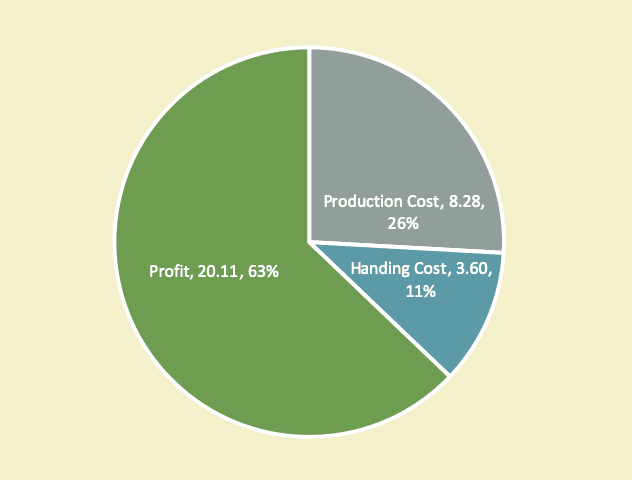 Production Cost, 8.28,
26%
Handing Cost, 3.60,
11%
Profit, 20.11, 63%